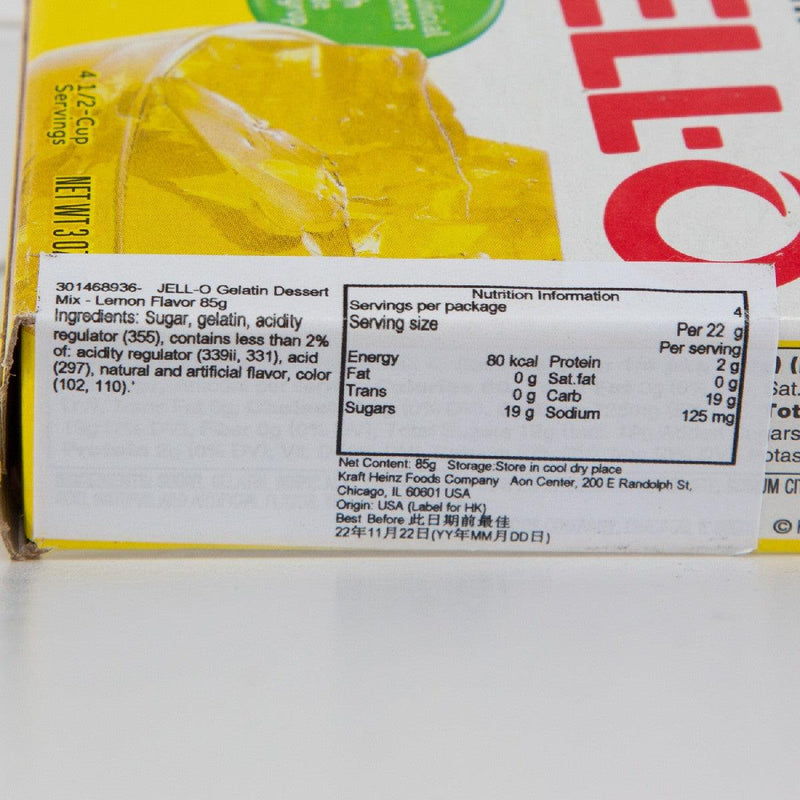 ELL-O
4 1/2-Cup
Servings
NET WT 3 OZ
301468936- JELL-O Gelatin Dessert
Mix - Lemon Flavor 85g
Ingredients: Sugar, gelatin, acidity
regulator (355), contains less than 2%
of: acidity regulator (339ii, 331), acid
(297), natural and artificial flavor, color
(102, 110).'
Nutrition Information
Servings per package 4
Serving size Per 22 g
Per serving
Energy 80 kcal Protein 2 g
Fat 0 g Sat.fat 0 g
Trans 0 g Carb 19 g
Sugars 19 g Sodium 125 mg
Net Content: 85g Storage:Store in cool dry place
Kraft Heinz Foods Company Aon Center, 200 E Randolph St,
Chicago, IL 60601 USA
Origin: USA (Label for HK)
Best Before 此日期前最佳
22年11月22日(YY年MM月DD日)